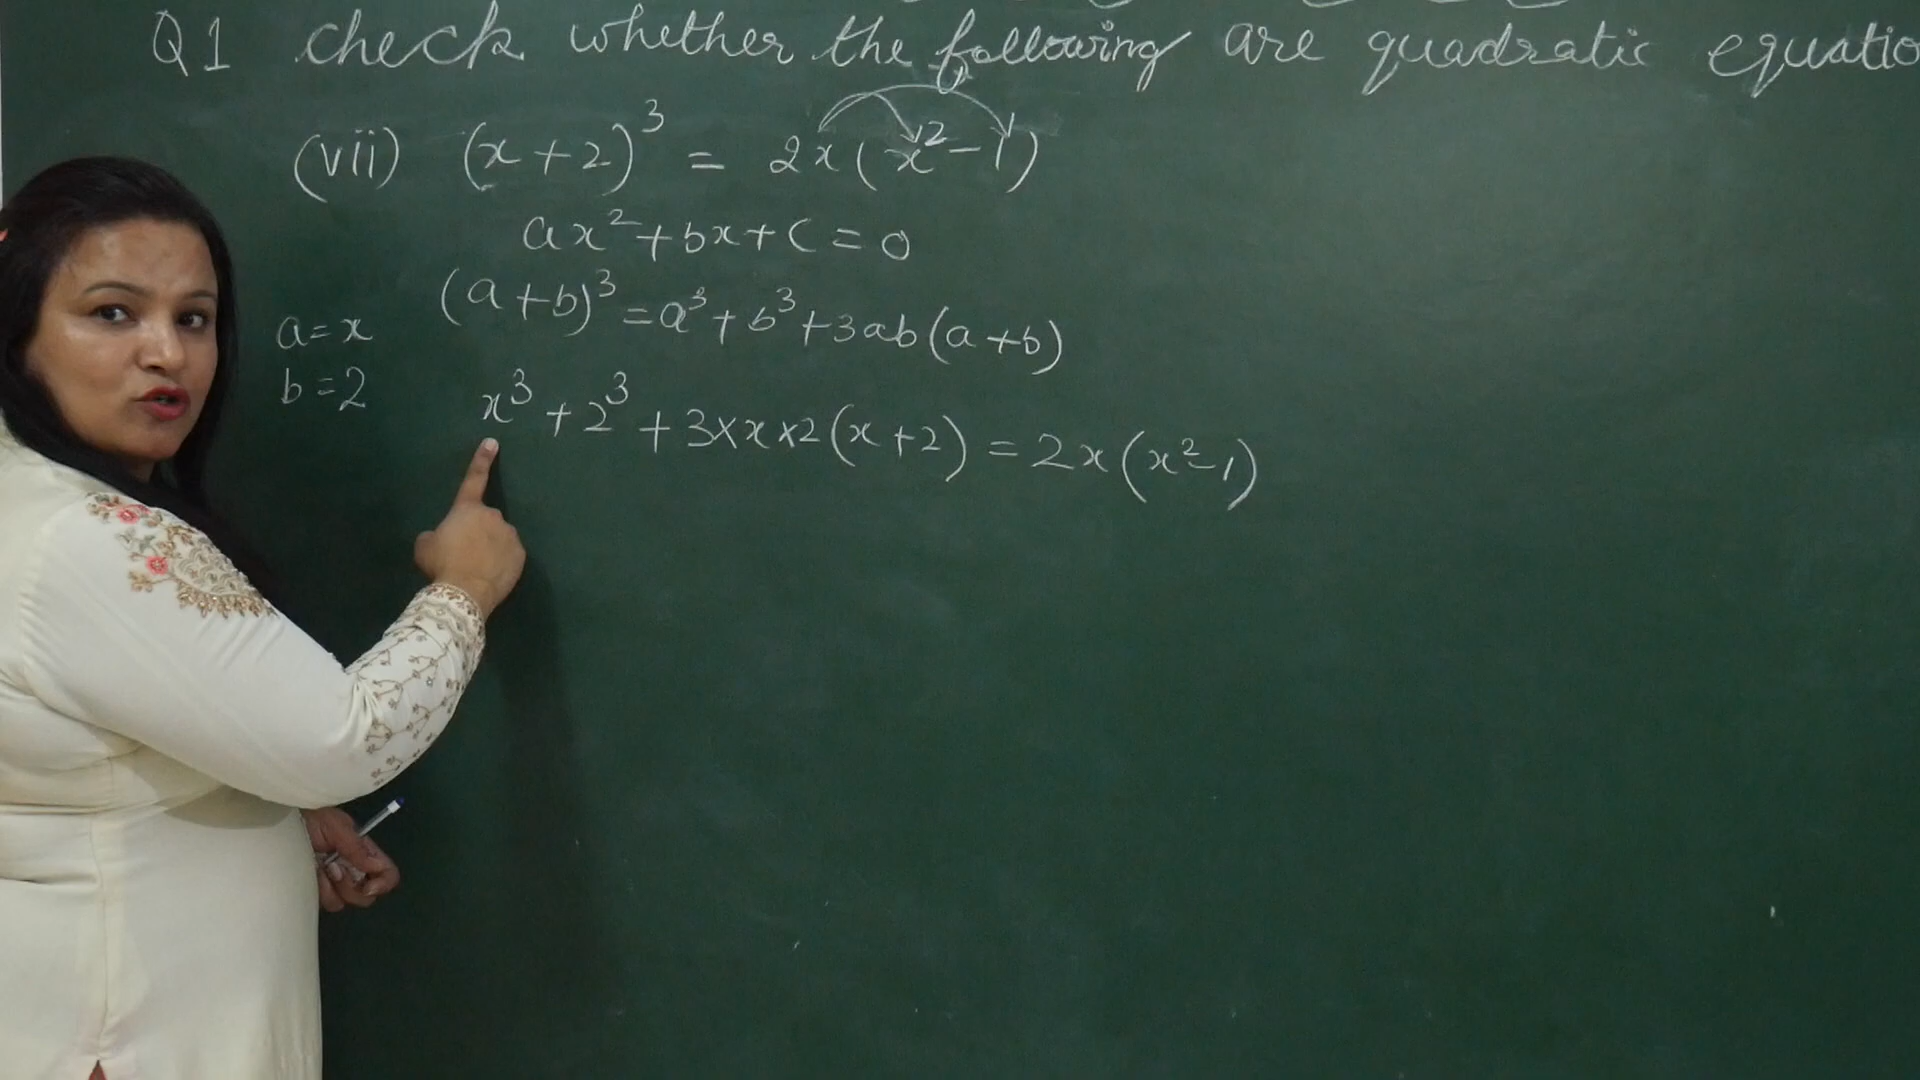 Q1 check whether the following are quadratic equatio
(vii) (x+2)³ = 2x(x²-1)
ax²+bx+c=0
(a+b)³=a³+b³+3ab(a+b)
a=x
b=2
x³+2³+3×x×2(x+2)=2x(x²-1)